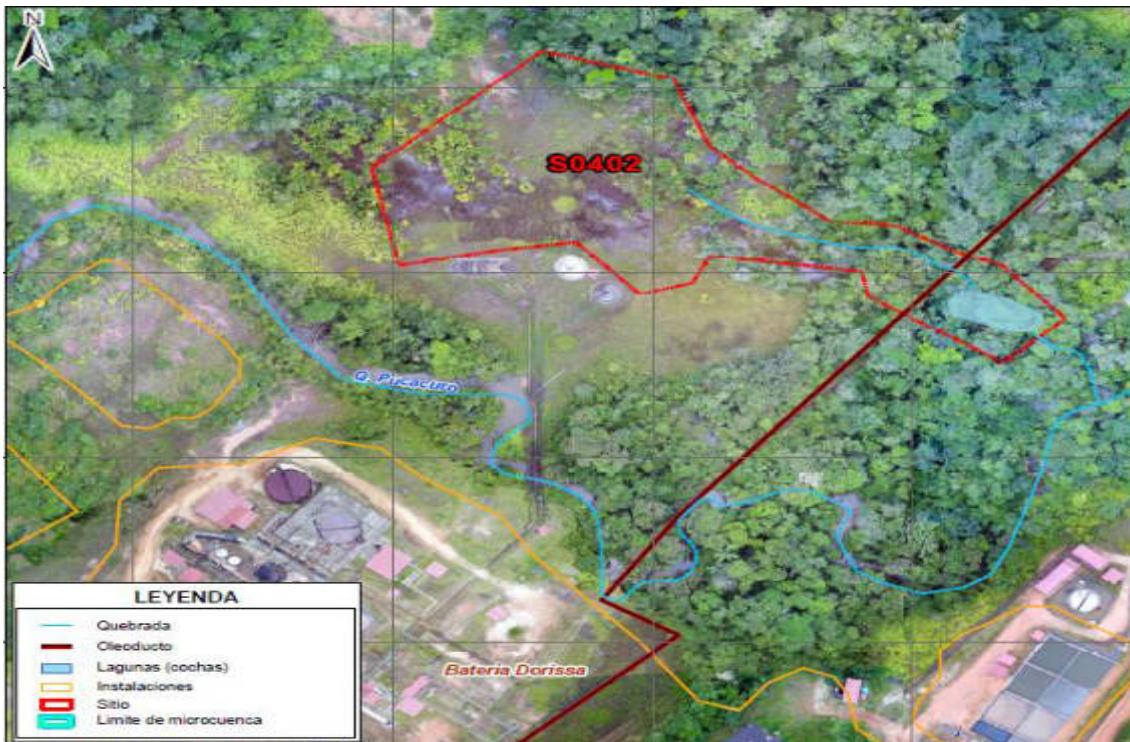 N
S0402
Q. Pucacuro
Bateria Dorissa
LEYENDA
Quebrada
Oleoducto
Lagunas (cochas)
Instalaciones
Sitio
Limite de microcuenca